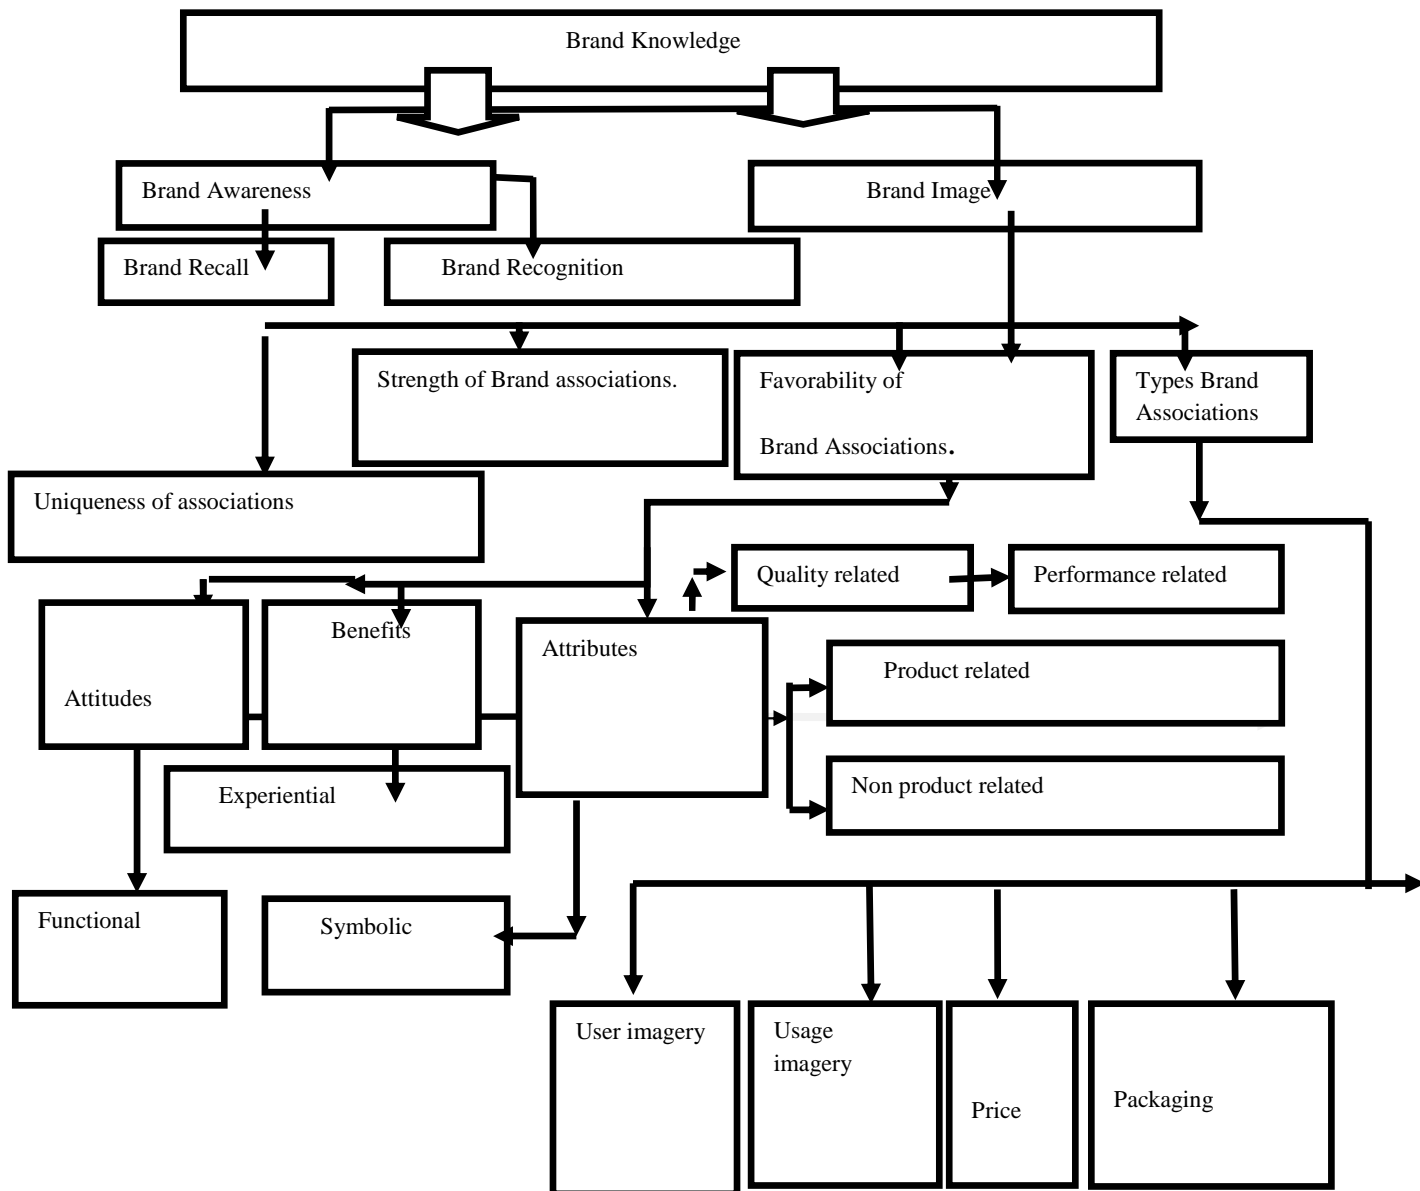 Brand Knowledge
Brand Awareness
Brand Image
Brand Recall
Brand Recognition
Strength of Brand associations.
Favorability of
Brand Associations.
Types Brand
Associations
Uniqueness of associations
Quality related
Performance related
Benefits
Attributes
Attitudes
Product related
Non product related
Experiential
Functional
Symbolic
User imagery
Usage
imagery
Price
Packaging